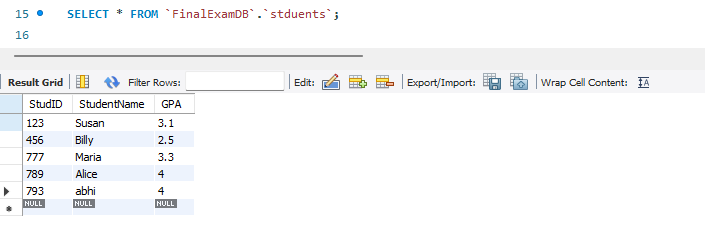 15 SELECT * FROM `FinalExamDB`.`stduents`;
16
Result Grid Filter Rows: Edit: Export/Import: Wrap Cell Content: IA
StudID StudentName GPA
123 Susan 3.1
456 Billy 2.5
777 Maria 3.3
789 Alice 4
793 abhi 4
NULL NULL NULL